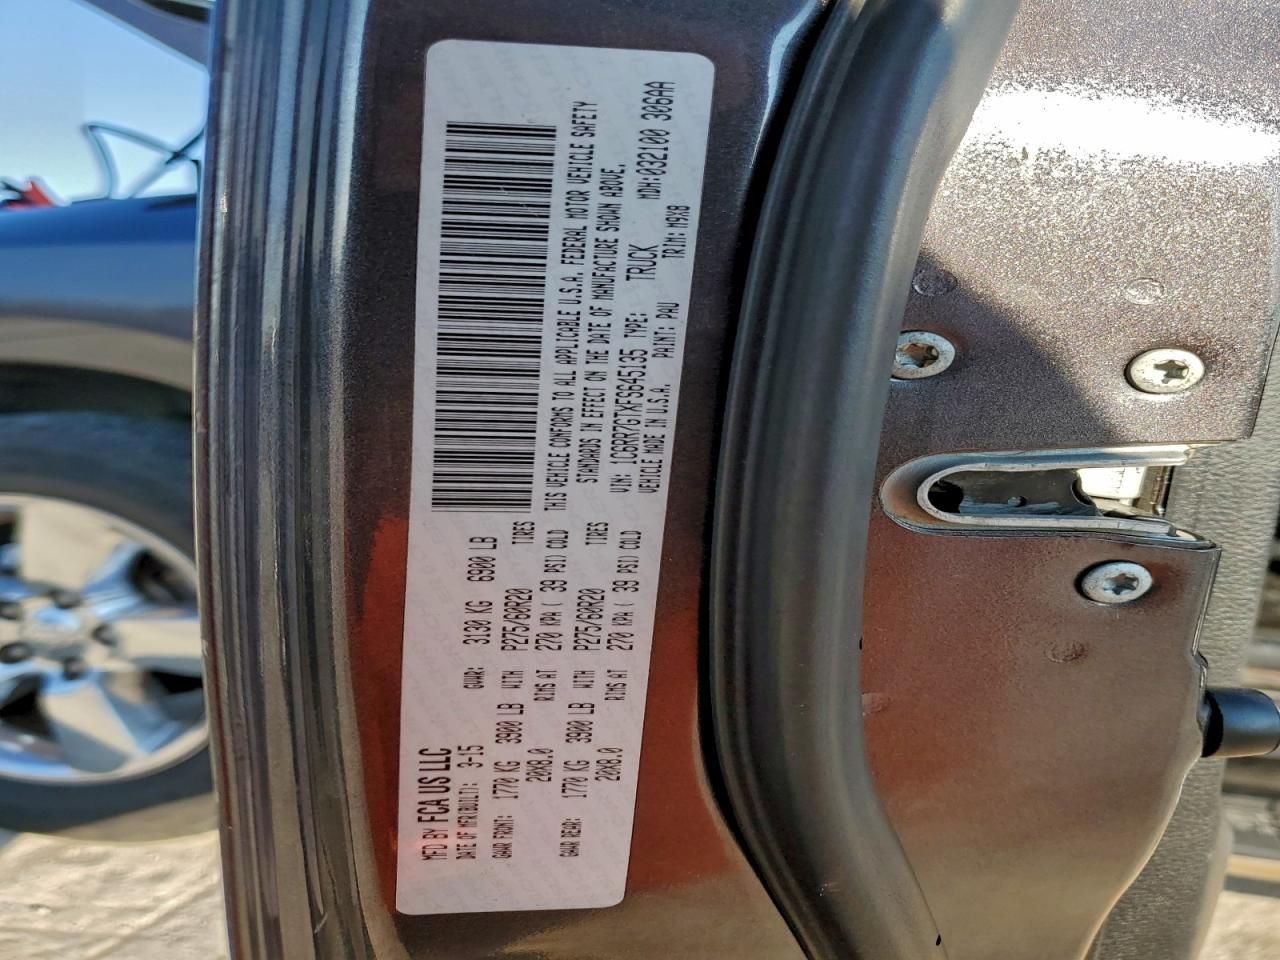 MFD BY FCA US LLC
DATE OF MFR(BUILT): 3-15 GVWR: 3130 KG 6900 LB
GAWR FRONT: 1770 KG 3900 LB WITH P275/60R20 TIRES
20X8.0 RIMS AT 270 KPA ( 39 PSI) COLD
GAWR REAR: 1770 KG 3900 LB WITH P275/60R20 TIRES
20X8.0 RIMS AT 270 KPA ( 39 PSI) COLD
THIS VEHICLE CONFORMS TO ALL APPLICABLE U.S.A. FEDERAL MOTOR VEHICLE SAFETY
STANDARDS IN EFFECT ON THE DATE OF MANUFACTURE SHOWN ABOVE.
VIN: 1C6RR7GTXFS645135 TYPE: TRUCK MDH:032100 306AA
VEHICLE MADE IN U.S.A. PAINT: PAU TRIM: M9X8